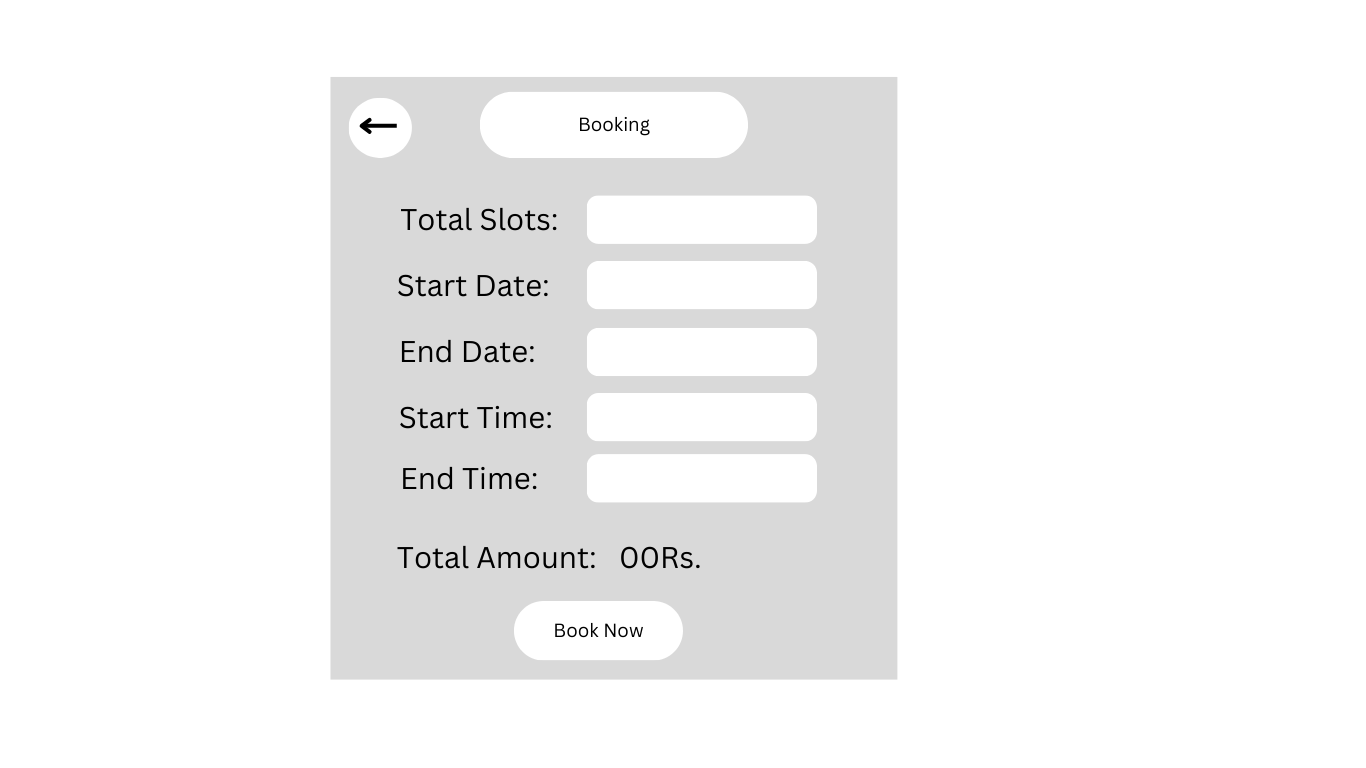 Booking
Total Slots:
Start Date:
End Date:
Start Time:
End Time:
Total Amount: 00Rs.
Book Now